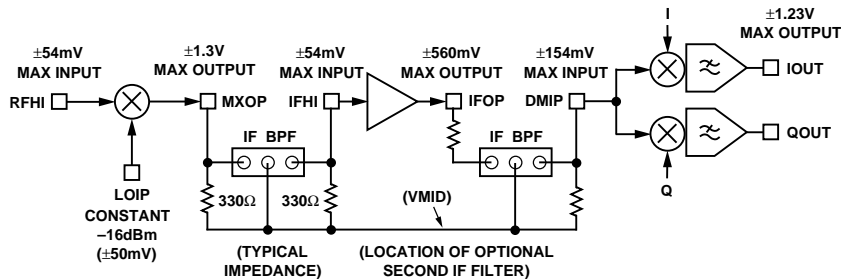 ±54mV
MAX INPUT
RFHI
±1.3V
MAX OUTPUT
MXOP
LOIP
CONSTANT
–16dBm
(±50mV)
IF BPF
330Ω
330Ω
(TYPICAL
IMPEDANCE)
±54mV
MAX INPUT
IFHI
±560mV
MAX OUTPUT
IFOP
IF BPF
(VMID)
(LOCATION OF OPTIONAL
SECOND IF FILTER)
±154mV
MAX INPUT
DMIP
I
±1.23V
MAX OUTPUT
IOUT
QOUT
Q